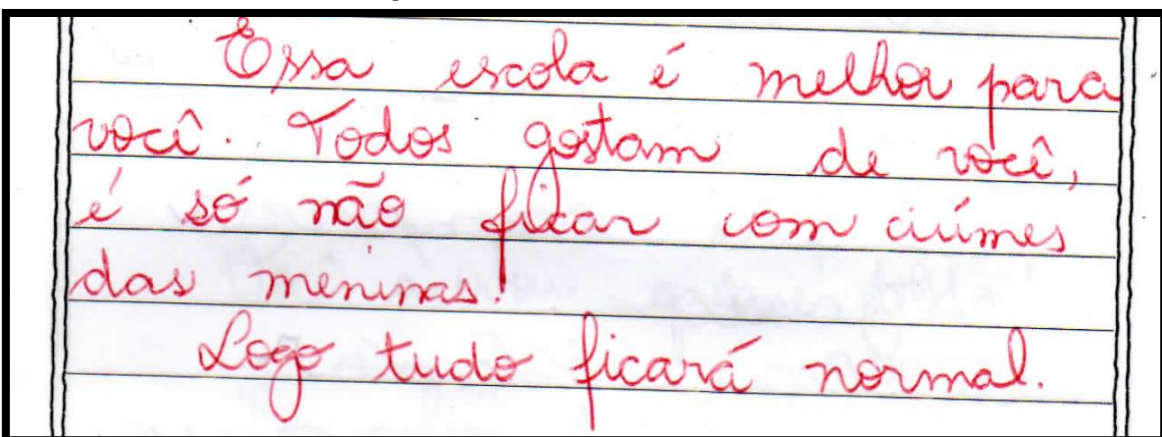 Essa escola é melhor para
você. Todos gostam de você,
é só não ficar com ciúmes
das meninas!
Logo tudo ficará normal.